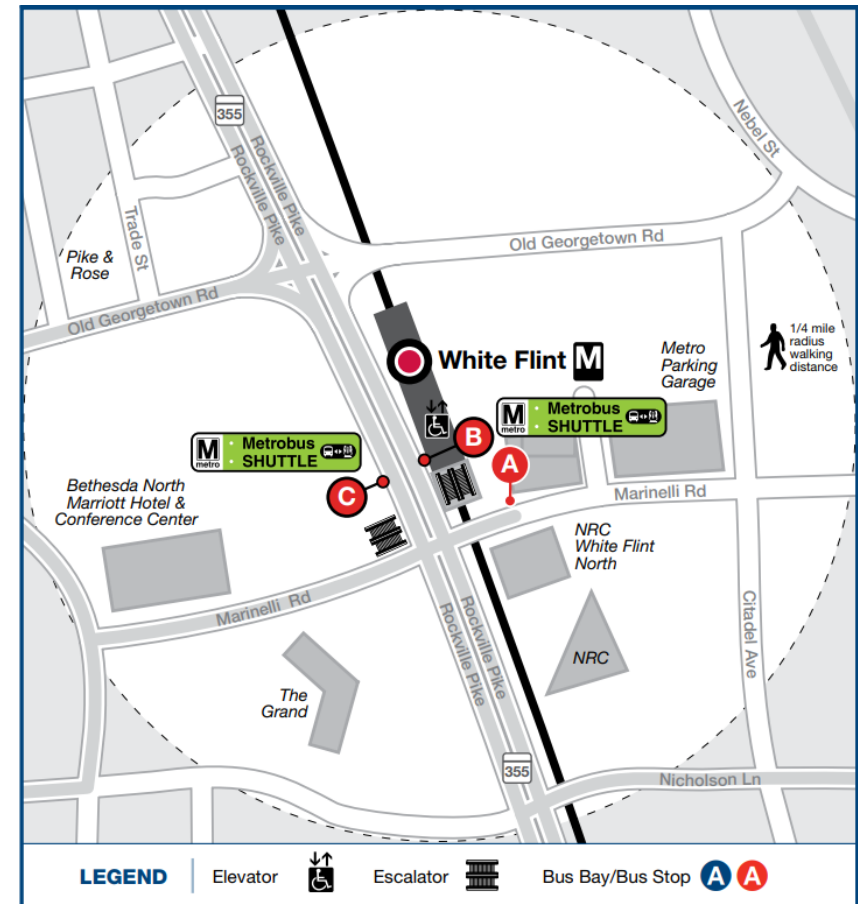 355
Rockville Pike
Rockville Pike
Nebel St
Trade St
Pike &
Rose
Old Georgetown Rd
Old Georgetown Rd
1/4 mile
radius
walking
distance
White Flint M
Metro
Parking
Garage
M
metro
Metrobus
SHUTTLE
M
metro
Metrobus
SHUTTLE
B
A
C
Bethesda North
Marriott Hotel &
Conference Center
Marinelli Rd
NRC
White Flint
North
Marinelli Rd
Rockville Pike
Rockville Pike
Citadel Ave
NRC
The
Grand
355
Nicholson Ln
LEGEND
Elevator
Escalator
Bus Bay/Bus Stop A A